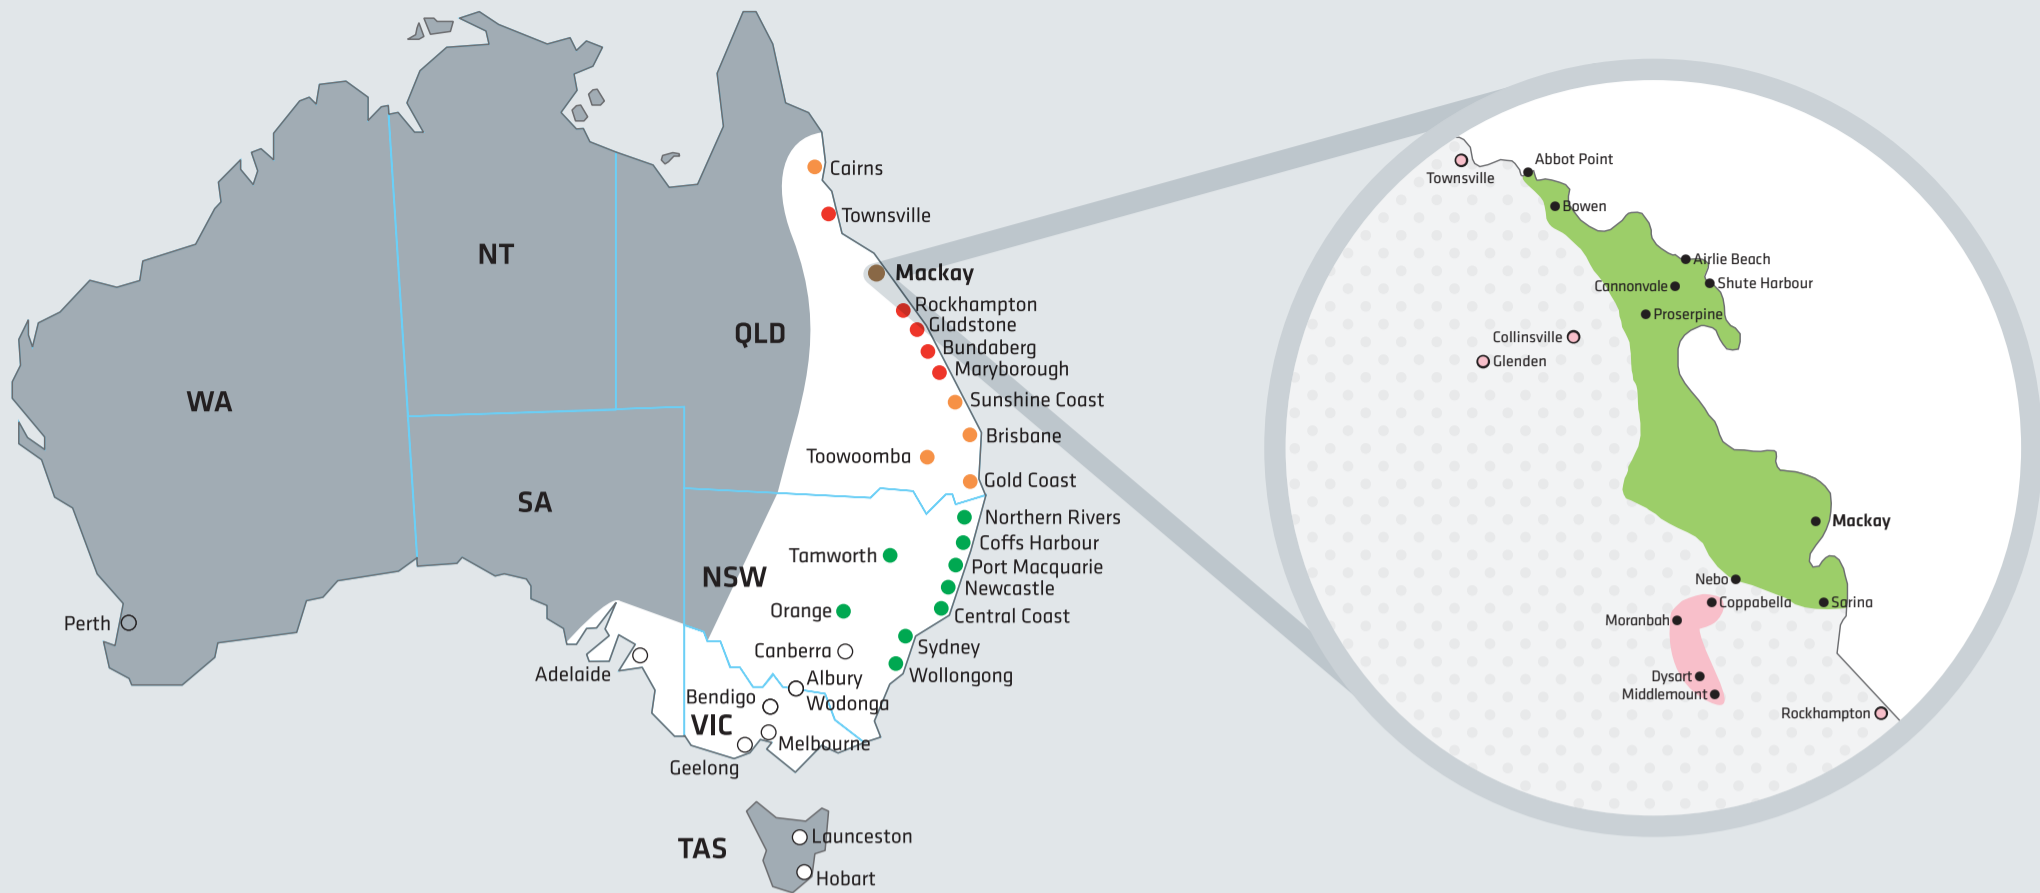 NT
WA
SA
QLD
NSW
VIC
TAS
Perth
Adelaide
Cairns
Townsville
Mackay
Rockhampton
Gladstone
Bundaberg
Maryborough
Sunshine Coast
Brisbane
Toowoomba
Gold Coast
Northern Rivers
Coffs Harbour
Tamworth
Port Macquarie
Newcastle
Orange
Central Coast
Canberra
Sydney
Wollongong
Albury
Wodonga
Bendigo
Melbourne
Geelong
Launceston
Hobart
Abbot Point
Townsville
Bowen
Airlie Beach
Cannonvale
Shute Harbour
Proserpine
Collinsville
Glenden
Mackay
Nebo
Coppabella
Sarina
Moranbah
Dysart
Middlemount
Rockhampton